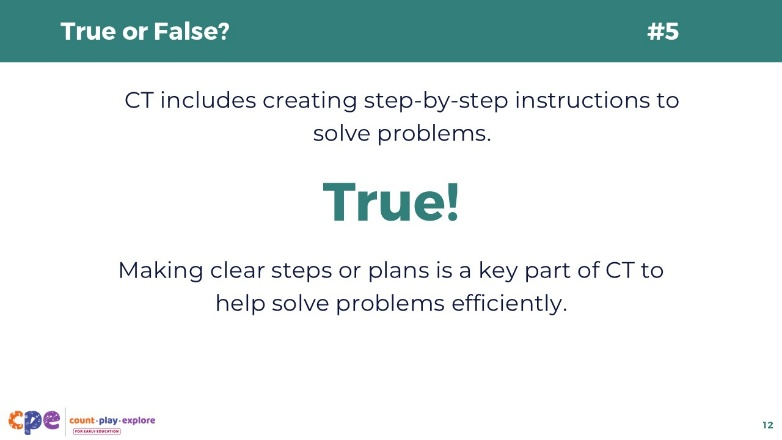 True or False?
#5
CT includes creating step-by-step instructions to
solve problems.
True!
Making clear steps or plans is a key part of CT to
help solve problems efficiently.
cpe
count·play·explore
FOR EARLY EDUCATION
12